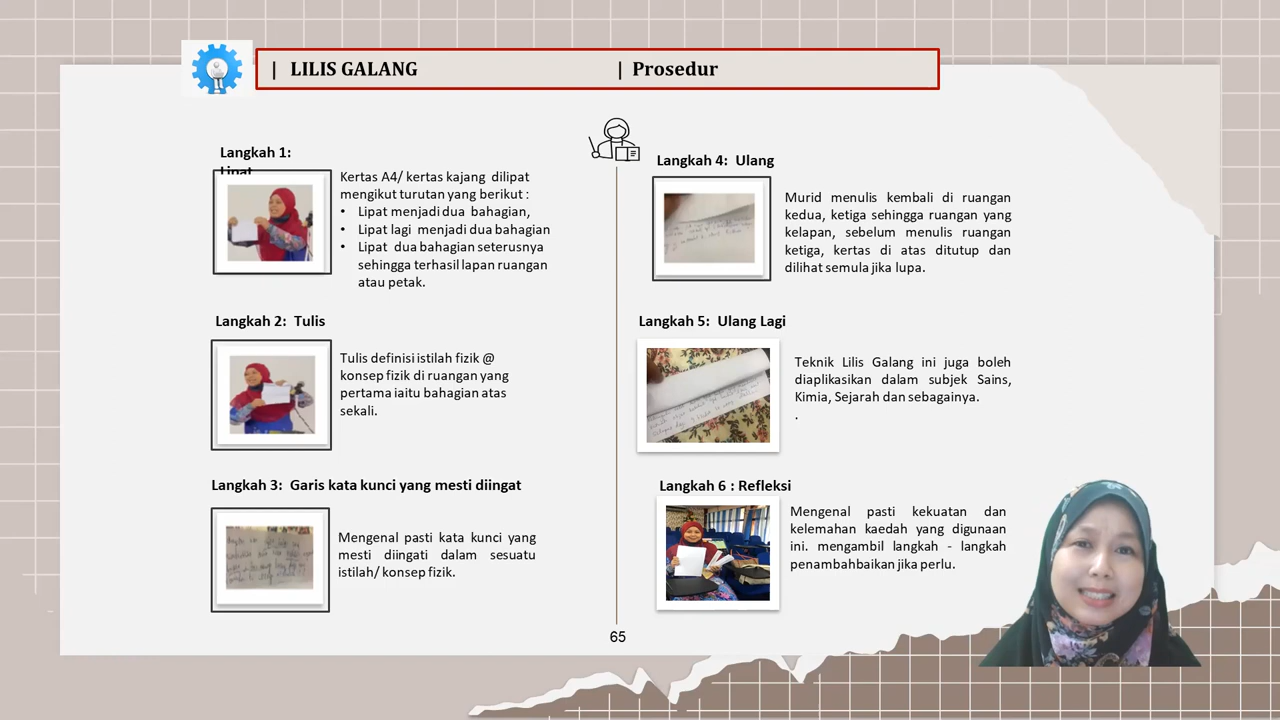 | LILIS GALANG | Prosedur
Langkah 1:
Lipat
Kertas A4/ kertas kajang dilipat
mengikut turutan yang berikut :
• Lipat menjadi dua bahagian,
• Lipat lagi menjadi dua bahagian
• Lipat dua bahagian seterusnya
sehingga terhasil lapan ruangan
atau petak.
Langkah 2: Tulis
Tulis definisi istilah fizik @
konsep fizik di ruangan yang
pertama iaitu bahagian atas
sekali.
Langkah 3: Garis kata kunci yang mesti diingat
Mengenal pasti kata kunci yang
mesti diingati dalam sesuatu
istilah/ konsep fizik.
Langkah 4: Ulang
Murid menulis kembali di ruangan
kedua, ketiga sehingga ruangan yang
kelapan, sebelum menulis ruangan
ketiga, kertas di atas ditutup dan
dilihat semula jika lupa.
Langkah 5: Ulang Lagi
Teknik Lilis Galang ini juga boleh
diaplikasikan dalam subjek Sains,
Kimia, Sejarah dan sebagainya.
.
Langkah 6 : Refleksi
Mengenal pasti kekuatan dan
kelemahan kaedah yang digunaan
ini. mengambil langkah - langkah
penambahbaikan jika perlu.
65